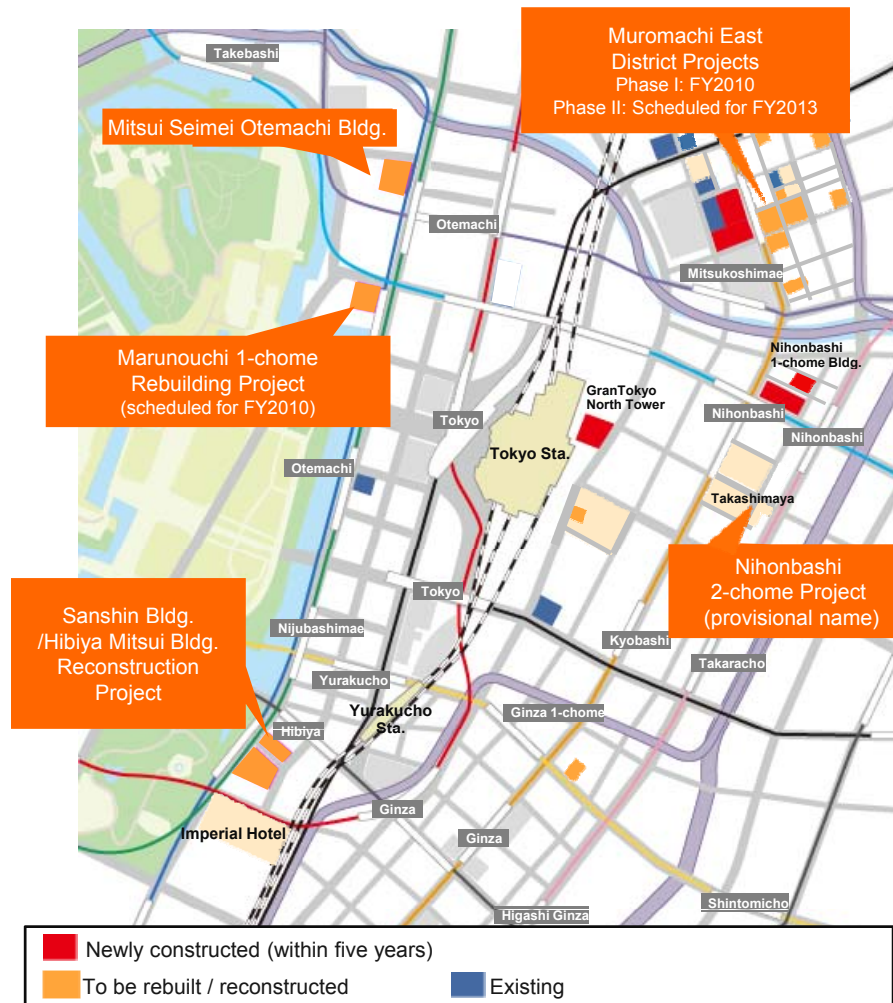 Takebashi
Muromachi East
District Projects
Phase I: FY2010
Phase II: Scheduled for FY2013
Mitsui Seimei Otemachi Bldg.
Otemachi
Mitsukoshimae
Marunouchi 1-chome
Rebuilding Project
(scheduled for FY2010)
Nihonbashi
1-chome Bldg.
GranTokyo
North Tower
Nihonbashi
Tokyo
Nihonbashi
Tokyo Sta.
Otemachi
Takashimaya
Nihonbashi
2-chome Project
(provisional name)
Tokyo
Sanshin Bldg.
/Hibiya Mitsui Bldg.
Reconstruction
Project
Nijubashimae
Kyobashi
Takaracho
Yurakucho
Yurakucho
Sta.
Ginza 1-chome
Hibiya
Ginza
Imperial Hotel
Ginza
Shintomicho
Higashi Ginza
Newly constructed (within five years)
To be rebuilt / reconstructed
Existing